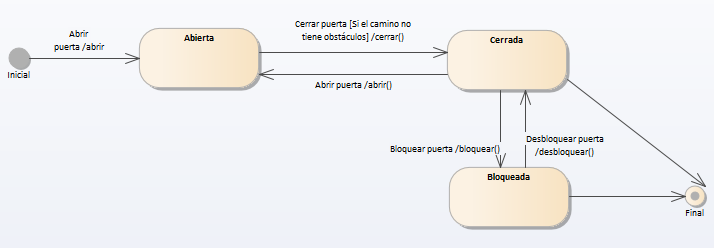 Abrir
puerta /abrir
Inicial
Abierta
Cerrar puerta [Si el camino no
tiene obstáculos] /cerrar()
Abrir puerta /abrir()
Cerrada
Bloquear puerta /bloquear()
Desbloquear puerta
/desbloquear()
Bloqueada
Final